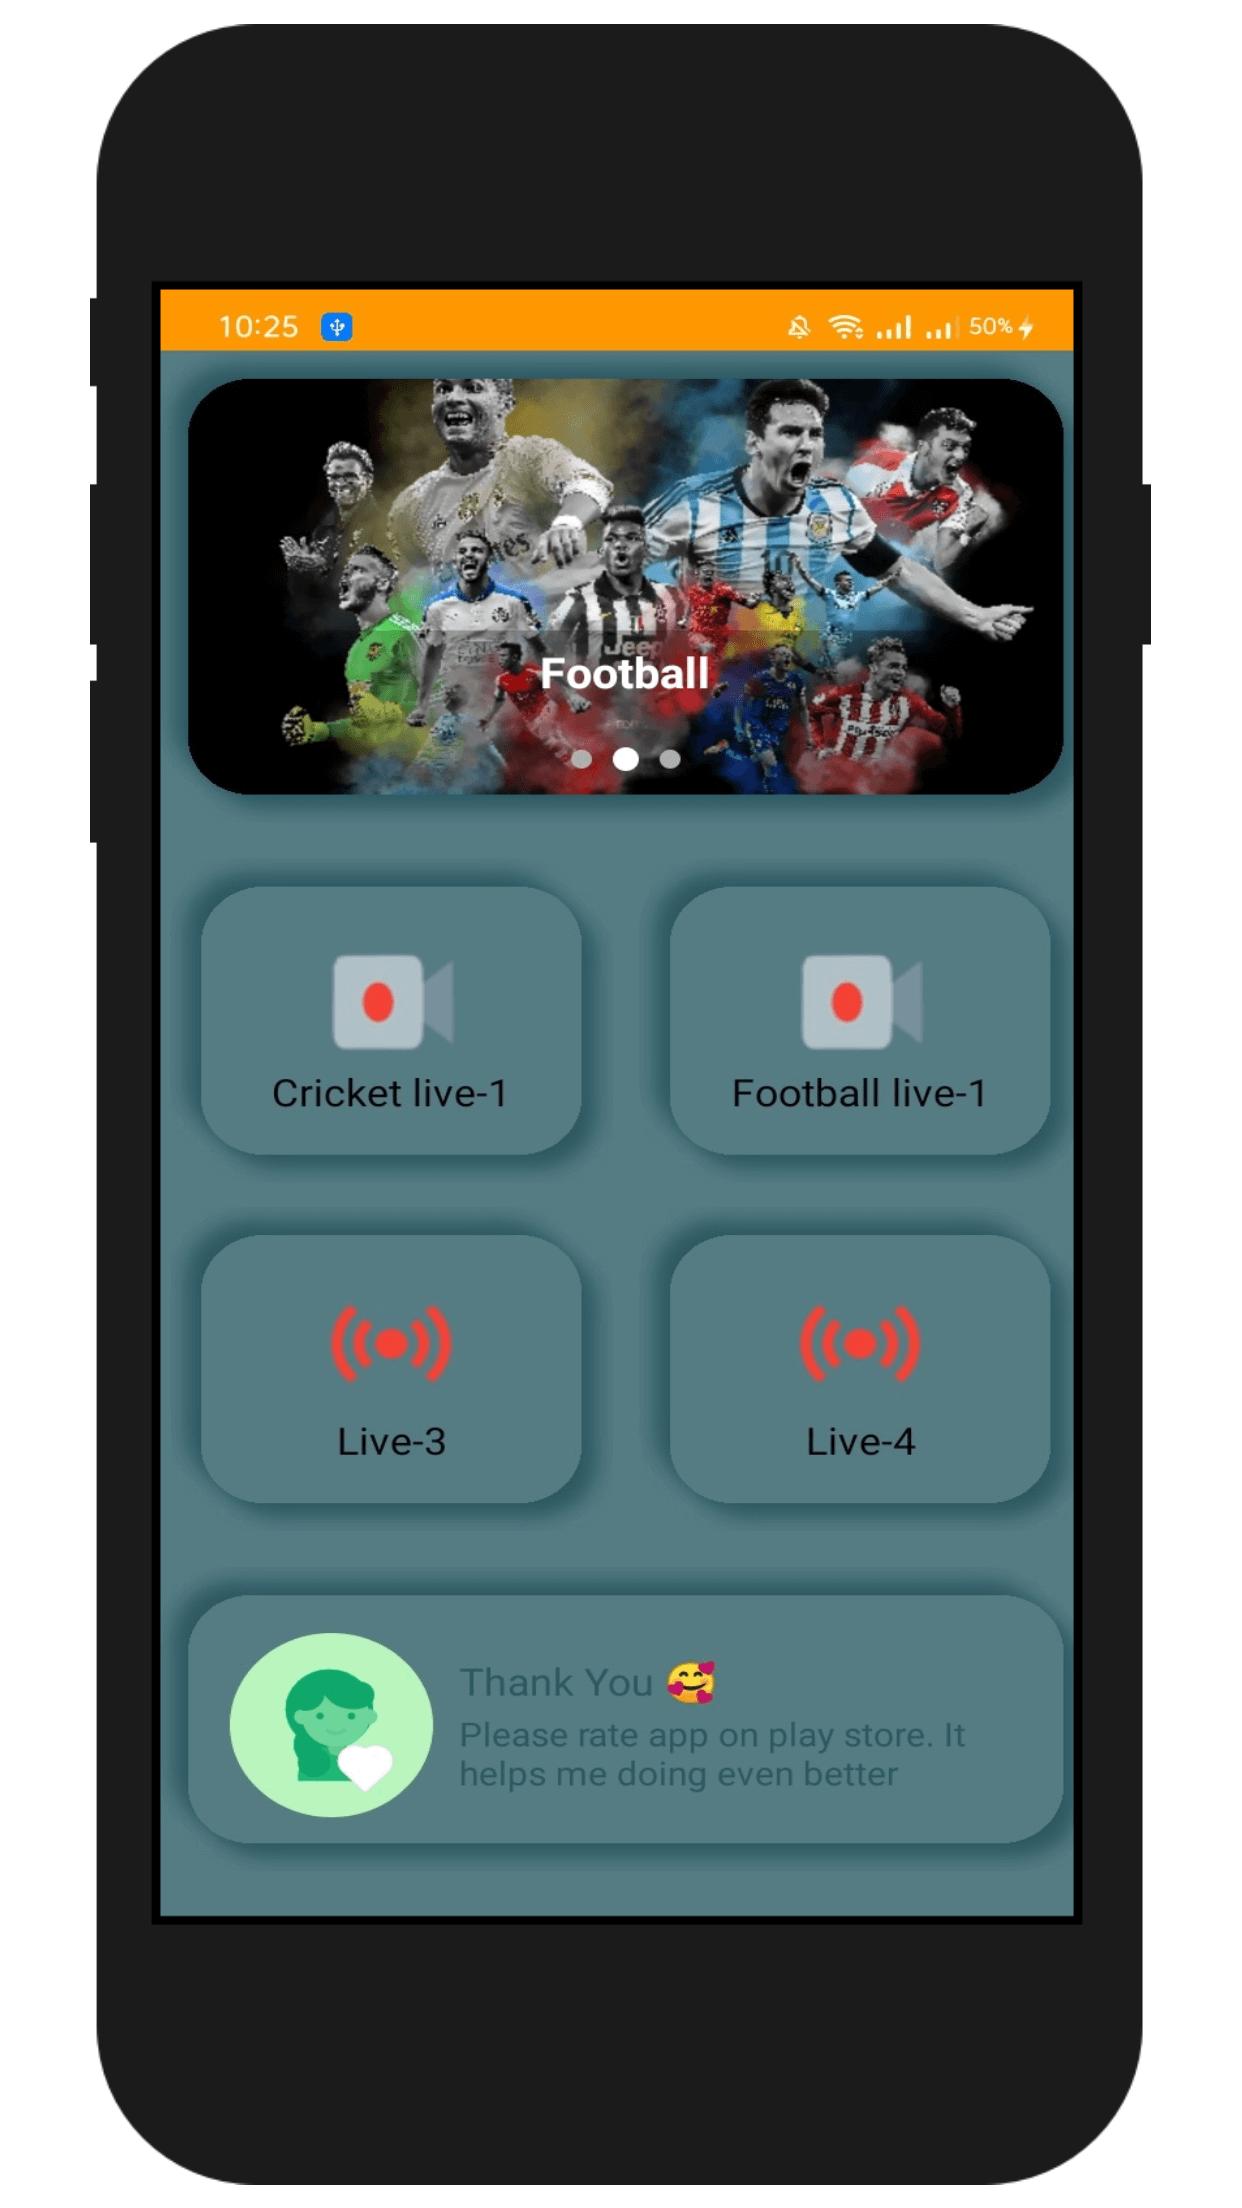 10:25
50%
Jeep
Football
Cricket live-1
Football live-1
Live-3
Live-4
Thank You 🥰
Please rate app on play store. It
helps me doing even better